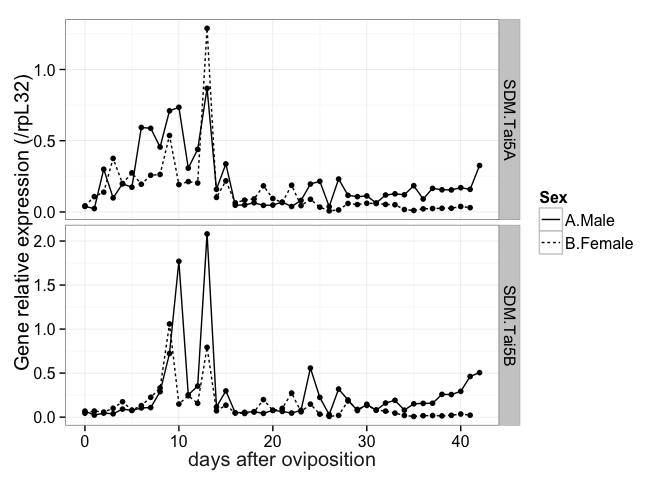 Gene relative expression (/rpL32)
1.0
0.5
0.0
SDM.Tai5A
2.0
1.5
1.0
0.5
0.0
SDM.Tai5B
0 10 20 30 40
days after oviposition
Sex
A.Male
B.Female